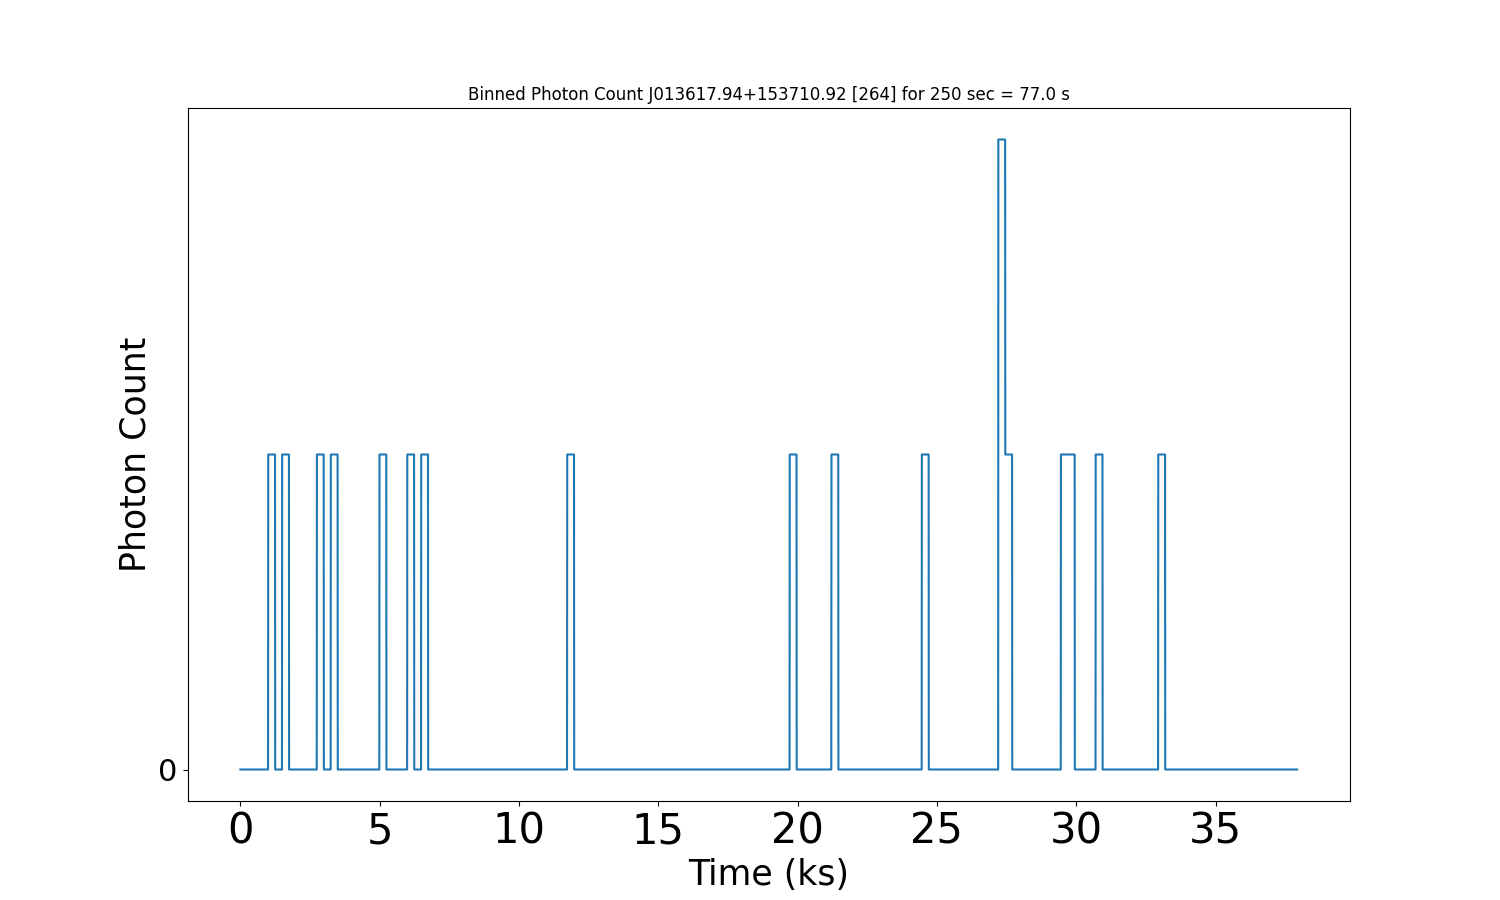 Binned Photon Count J013617.94+153710.92 [264] for 250 sec = 77.0 s
Photon Count
0
0 5 10 15 20 25 30 35
Time (ks)